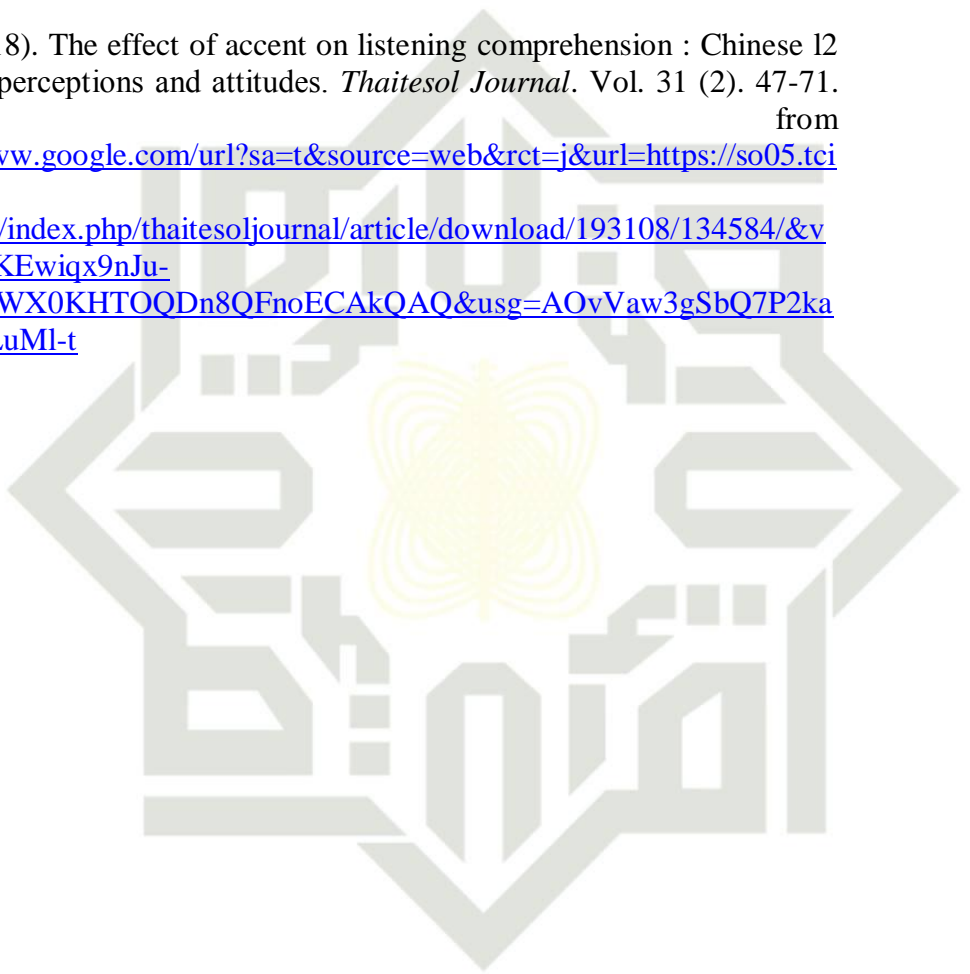 8). The effect of accent on listening comprehension : Chinese l2
perceptions and attitudes. Thaitesol Journal. Vol. 31 (2). 47-71.
from
ww.google.com/url?sa=t&source=web&rct=j&url=https://so05.tci
/index.php/thaitesoljournal/article/download/193108/134584/&v
KEwiqx9nJu-
WX0KHTOQDn8QFnoECAkQAQ&usg=AOvVaw3gSbQ7P2ka
uMl-t